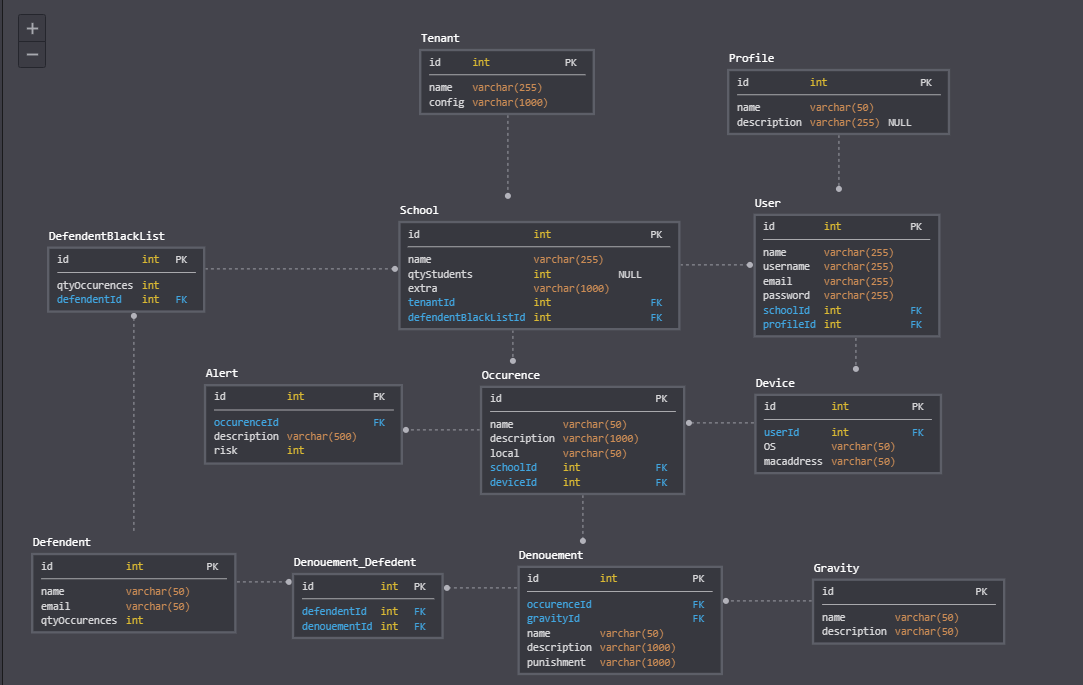 +
−
Tenant
id int PK
name varchar(255)
config varchar(1000)
Profile
id int PK
name varchar(50)
description varchar(255) NULL
School
id int PK
name varchar(255)
qtyStudents int NULL
extra varchar(1000)
tenantId int FK
defendentBlackListId int FK
User
id int PK
name varchar(255)
username varchar(255)
email varchar(255)
password varchar(255)
schoolId int FK
profileId int FK
DefendentBlackList
id int PK
qtyOccurences int
defendentId int FK
Alert
id int PK
occurenceId FK
description varchar(500)
risk int
Occurence
id PK
name varchar(50)
description varchar(1000)
local varchar(50)
schoolId int FK
deviceId int FK
Device
id int PK
userId int FK
OS varchar(50)
macaddress varchar(50)
Defendent
id int PK
name varchar(50)
email varchar(50)
qtyOccurences int
Denouement_Defedent
id int PK
defendentId int FK
denouementId int FK
Denouement
id int PK
occurenceId FK
gravityId FK
name varchar(50)
description varchar(1000)
punishment varchar(1000)
Gravity
id PK
name varchar(50)
description varchar(50)